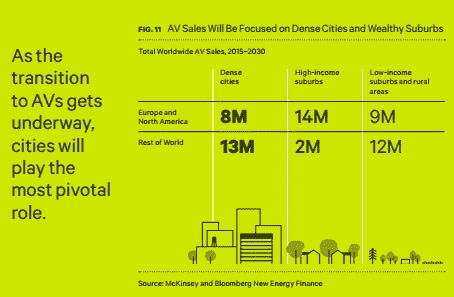 As the
transition
to AVs gets
underway,
cities will
play the
most pivotal
role.
FIG. 11 AV Sales Will Be Focused on Dense Cities and Wealthy Suburbs
Total Worldwide AV Sales, 2015–2030
Dense
cities
High-income
suburbs
Low-income
suburbs and rural
areas
Europe and
North America
8M 14M 9M
Rest of World
13M 2M 12M
Source: McKinsey and Bloomberg New Energy Finance